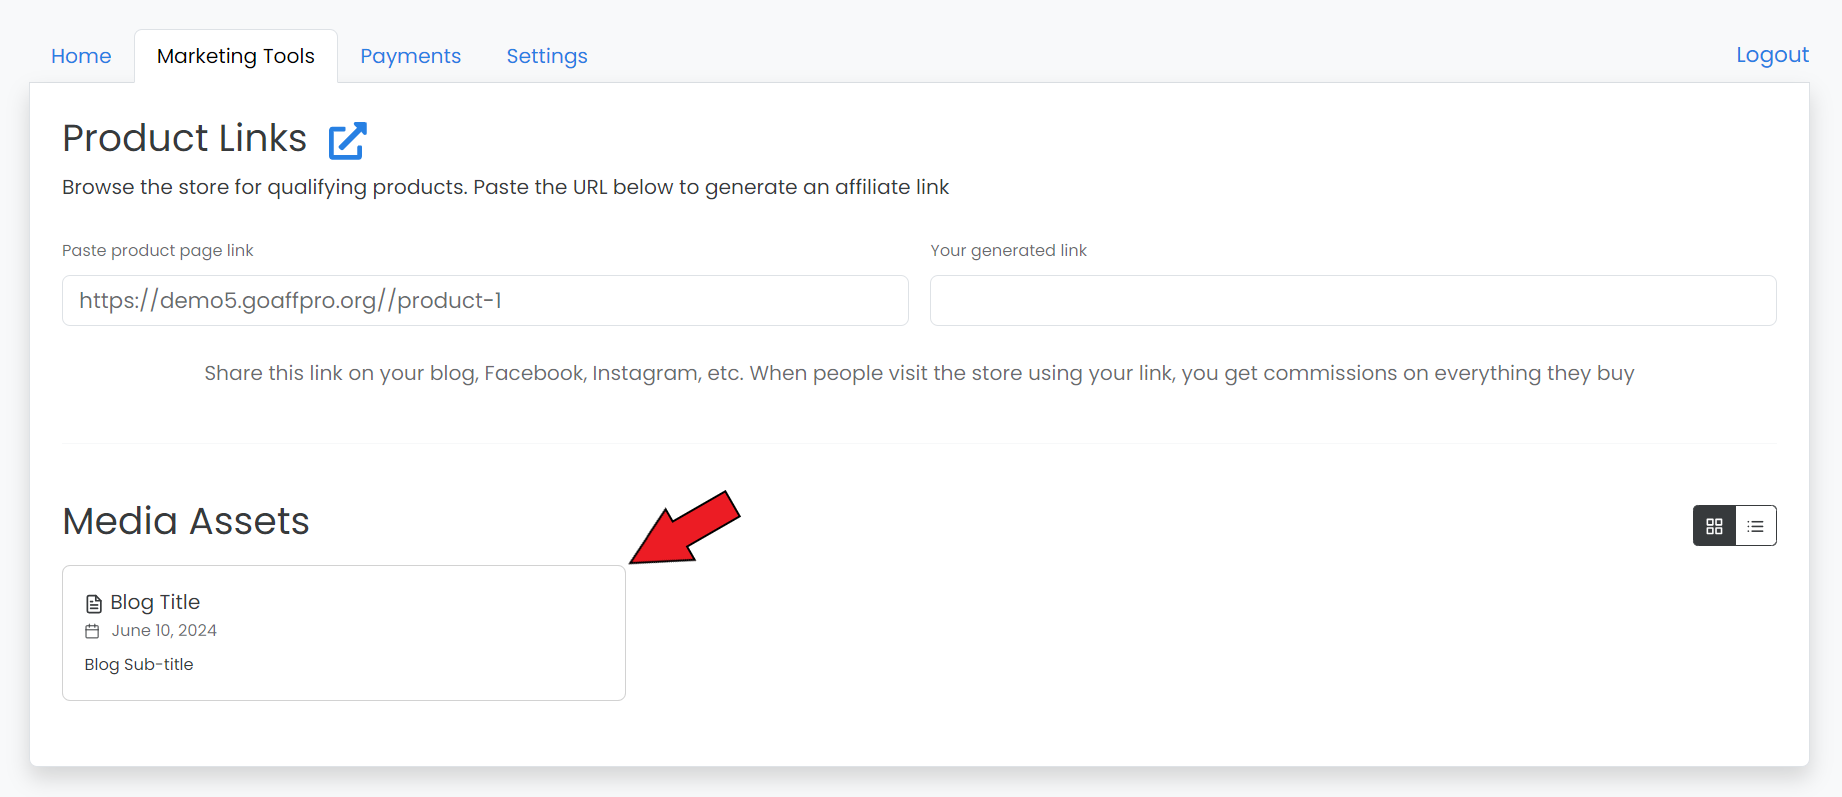 Home
Marketing Tools
Payments
Settings
Logout
Product Links
Browse the store for qualifying products. Paste the URL below to generate an affiliate link
Paste product page link
Your generated link
https://demo5.goaffpro.org//product-1
Share this link on your blog, Facebook, Instagram, etc. When people visit the store using your link, you get commissions on everything they buy
Media Assets
Blog Title
June 10, 2024
Blog Sub-title